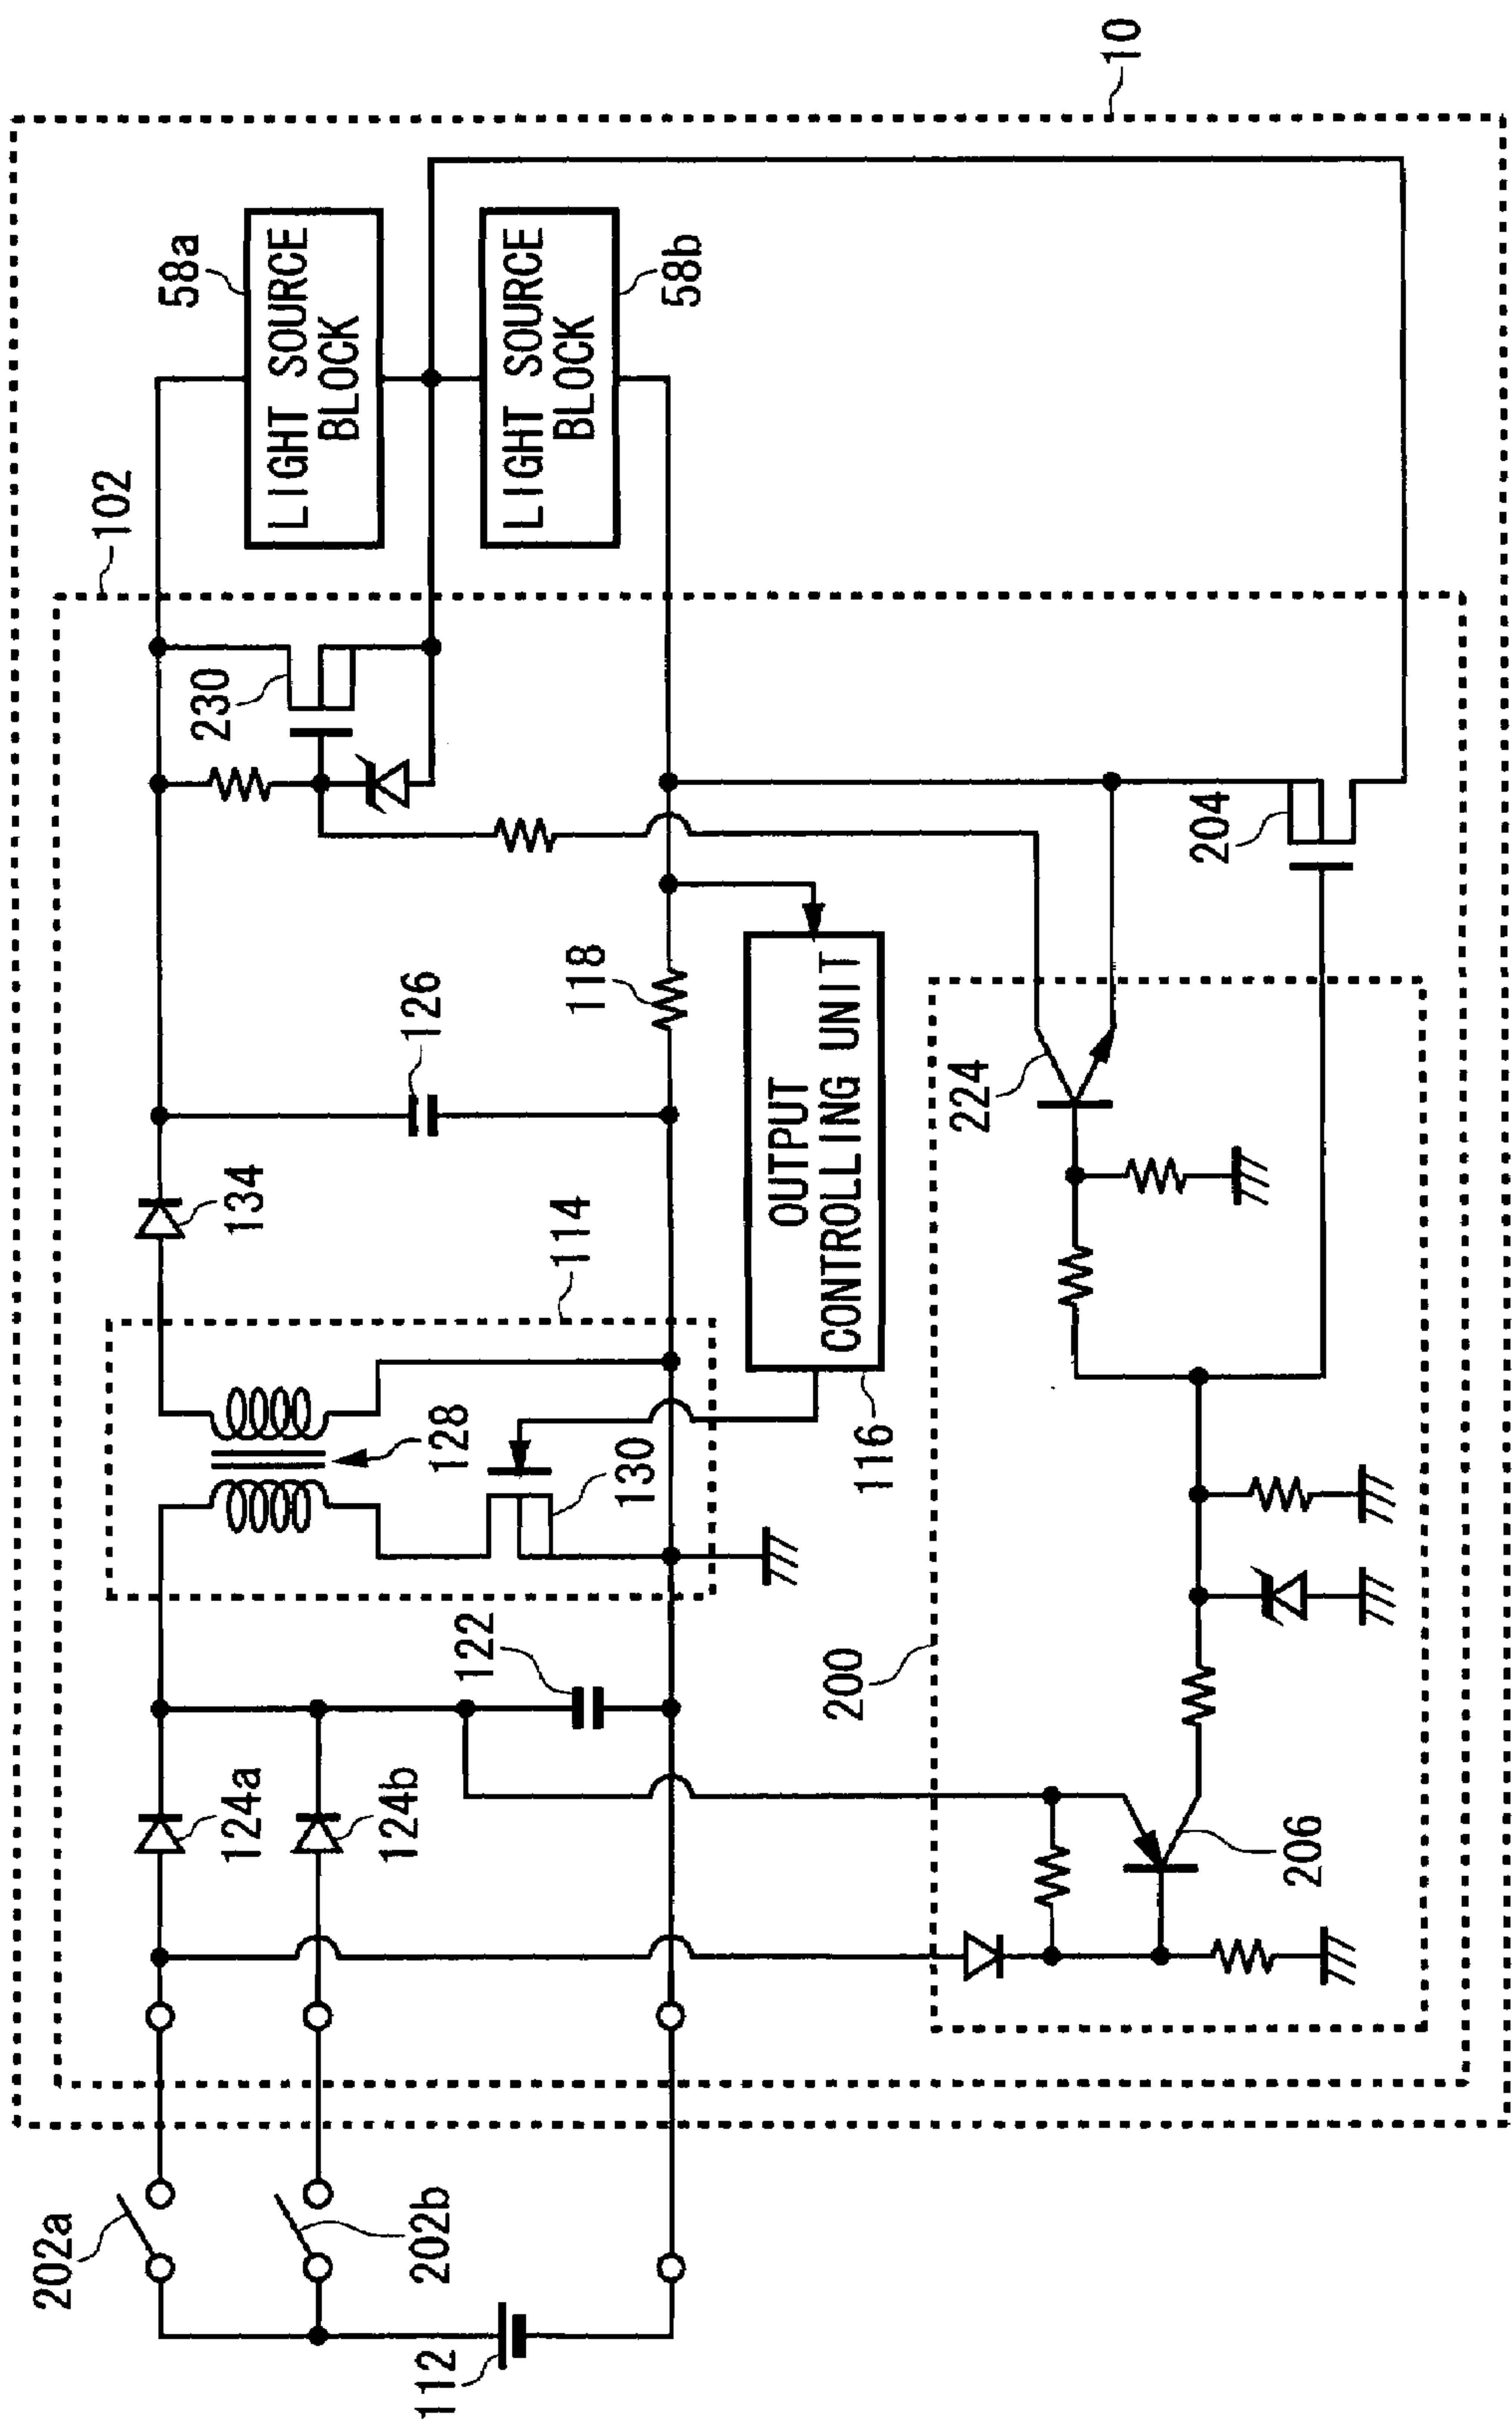 10
102
58a
LIGHT SOURCE
BLOCK
58b
LIGHT SOURCE
BLOCK
230
204
118
126
134
114
128
130
OUTPUT
CONTROLLING UNIT
116
224
200
122
124a
124b
206
202a
202b
112